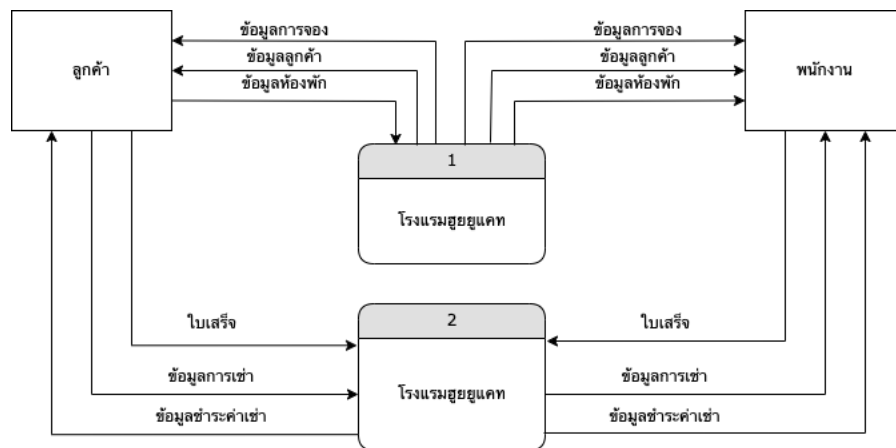 ข้อมูลการจอง
ข้อมูลการจอง
ลูกค้า
ข้อมูลลูกค้า
ข้อมูลลูกค้า
พนักงาน
ข้อมูลห้องพัก
ข้อมูลห้องพัก
1
โรงแรมฮูยยูแคท
2
ใบเสร็จ
ใบเสร็จ
ข้อมูลการเช่า
โรงแรมฮูยยูแคท
ข้อมูลการเช่า
ข้อมูลชำระค่าเช่า
ข้อมูลชำระค่าเช่า